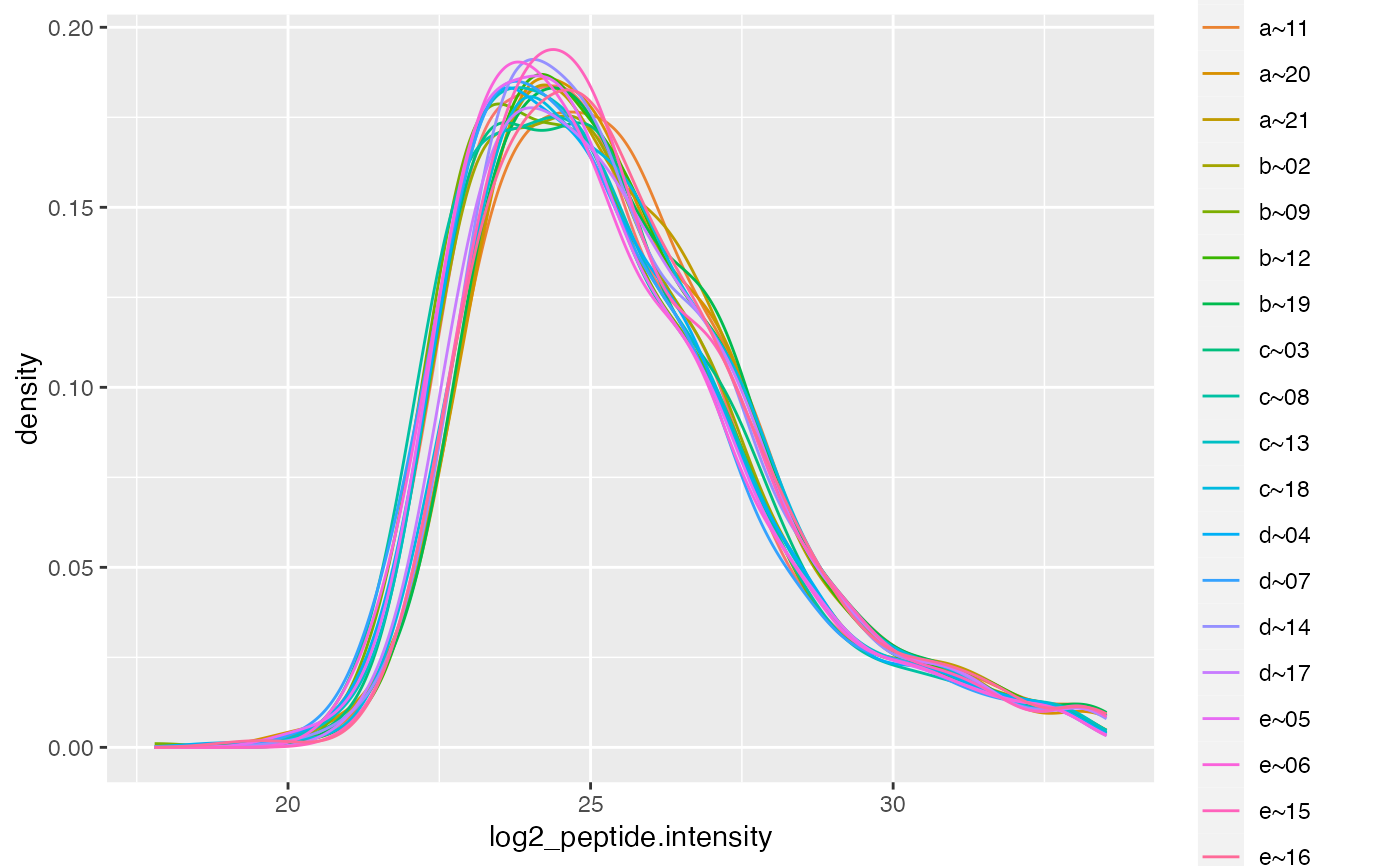 0.20
0.15
0.10
0.05
0.00
density
20
25
30
log2_peptide.intensity
a~11
a~20
a~21
b~02
b~09
b~12
b~19
c~03
c~08
c~13
c~18
d~04
d~07
d~14
d~17
e~05
e~06
e~15
e~16